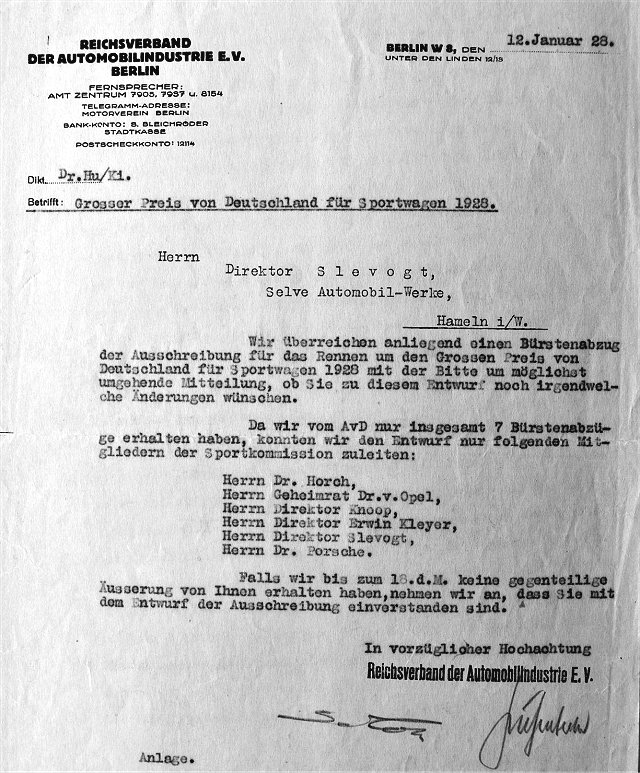 REICHSVERBAND
DER AUTOMOBILINDUSTRIE E.V.
BERLIN
FERNSPRECHER:
AMT ZENTRUM 7905, 7937 u. 8154
TELEGRAMM-ADRESSE:
MOTORVEREIN BERLIN
BANK-KONTO: S. BLEICHRÖDER
STADTKASSE
POSTSCHECKKONTO: 12114
BERLIN W 8, DEN 12.Januar 28.
UNTER DEN LINDEN 12/13
Dikt. Dr.Hu/Ki.
Betrifft: Grosser Preis von Deutschland für Sportwagen 1928.
Herrn
Direktor Slevogt,
Selve Automobil-Werke,
Hameln i/W.
Wir überreichen anliegend einen Bürstenabzug
der Ausschreibung für das Rennen um den Grossen Preis von
Deutschland für Sportwagen 1928 mit der Bitte um möglichst
umgehende Mitteilung, ob Sie zu diesem Entwurf noch irgendwel-
che Änderungen wünschen.
Da wir vom AvD nur insgesamt 7 Bürstenabzü-
ge erhalten haben, konnten wir den Entwurf nur folgenden Mit-
gliedern der Sportkommission zuleiten:
Herrn Dr. Horch,
Herrn Geheimrat Dr.v.Opel,
Herrn Direktor Knoop,
Herrn Direktor Erwin Kleyer,
Herrn Direktor Slevogt,
Herrn Dr. Porsche.
Falls wir bis zum 18.d.M. keine gegenteilige
Äusserung von Ihnen erhalten haben,nehmen wir an, dass Sie mit
dem Entwurf der Ausschreibung einverstanden sind.
In vorzüglicher Hochachtung
Reichsverband der Automobilindustrie E.V.
Anlage.